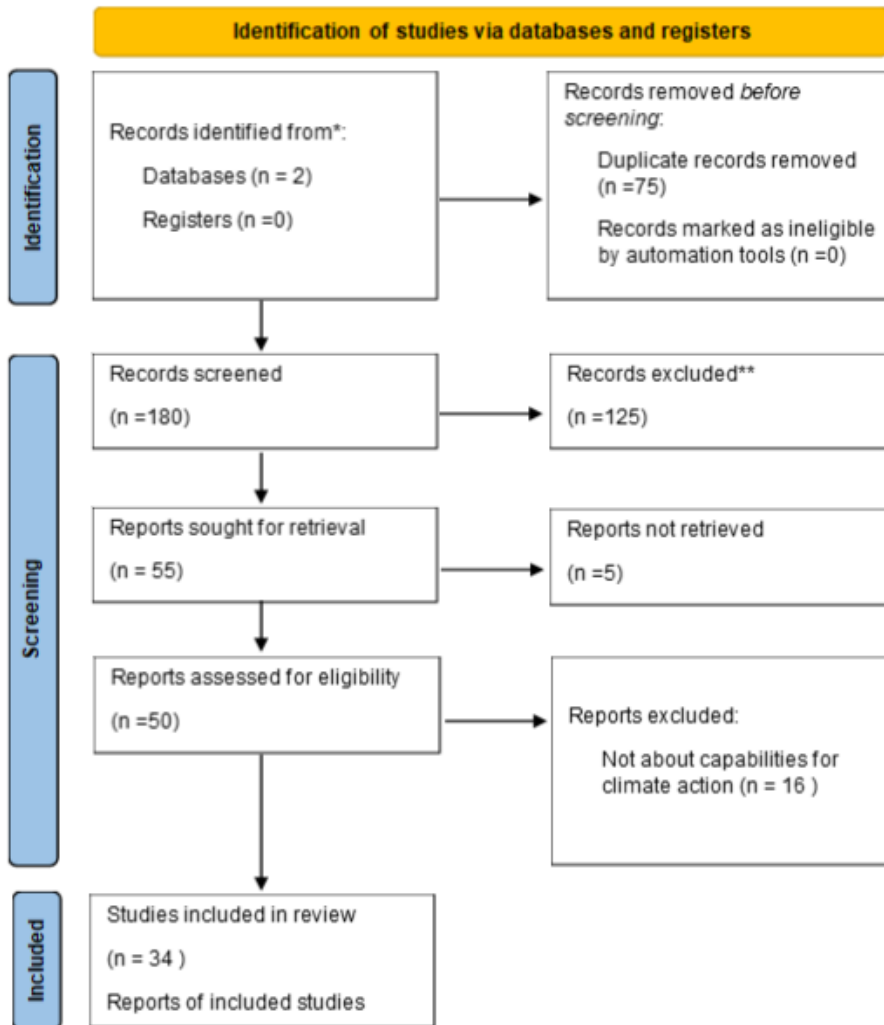 Identification of studies via databases and registers
Identification
Records identified from*:
Databases (n = 2)
Registers (n =0)
Records removed before
screening:
Duplicate records removed
(n =75)
Records marked as ineligible
by automation tools (n =0)
Screening
Records screened
(n =180)
Records excluded**
(n =125)
Reports sought for retrieval
(n = 55)
Reports not retrieved
(n =5)
Reports assessed for eligibility
(n =50)
Reports excluded:
Not about capabilities for
climate action (n = 16 )
Included
Studies included in review
(n = 34 )
Reports of included studies